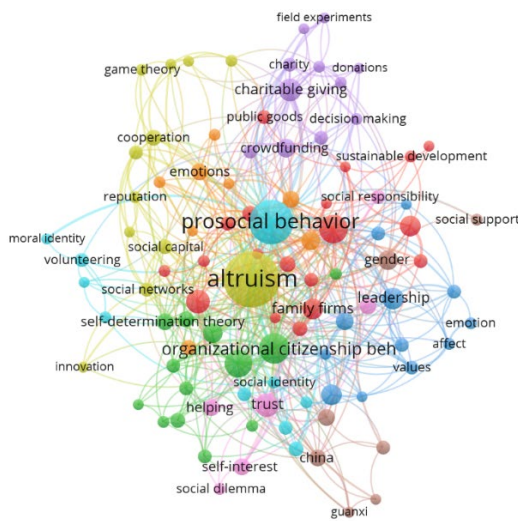 field experiments
game theory
charity
donations
charitable giving
public goods
decision making
cooperation
crowdfunding
sustainable development
emotions
reputation
social responsibility
prosocial behavior
social support
moral identity
social capital
volunteering
gender
altruism
social networks
leadership
family firms
self-determination theory
emotion
affect
organizational citizenship beh
innovation
social identity
values
helping
trust
self-interest
china
social dilemma
guanxi